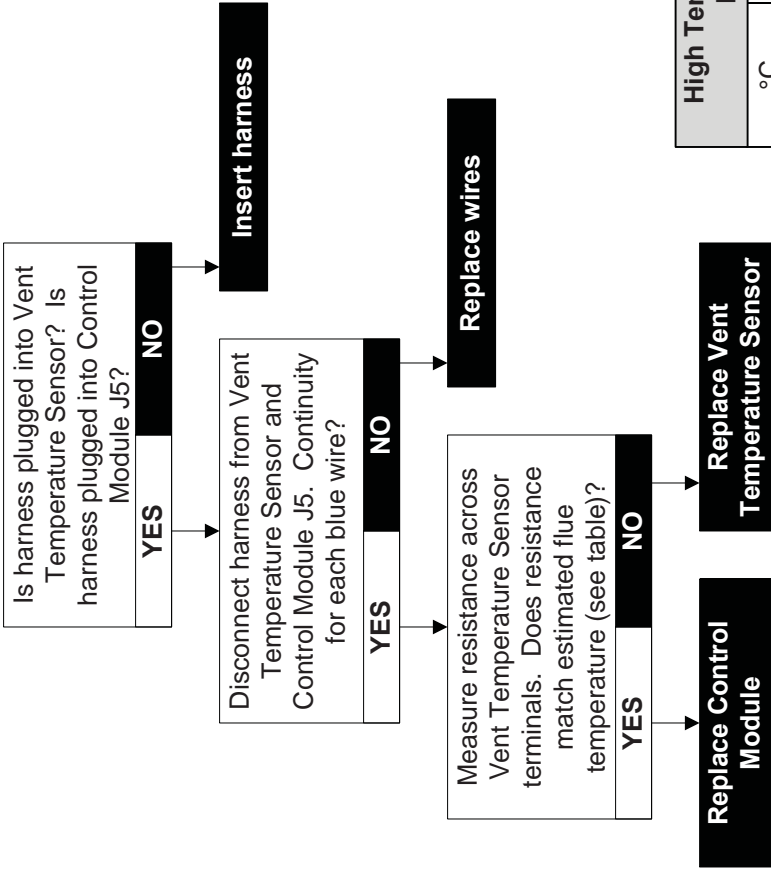 Is harness plugged into Vent
Temperature Sensor? Is
harness plugged into Control
Module J5?
YES
NO
Insert harness
Disconnect harness from Vent
Temperature Sensor and
Control Module J5. Continuity
for each blue wire?
YES
NO
Replace wires
Measure resistance across
Vent Temperature Sensor
terminals. Does resistance
match estimated flue
temperature (see table)?
YES
NO
Replace Control
Module
Replace Vent
Temperature Sensor
High
°C